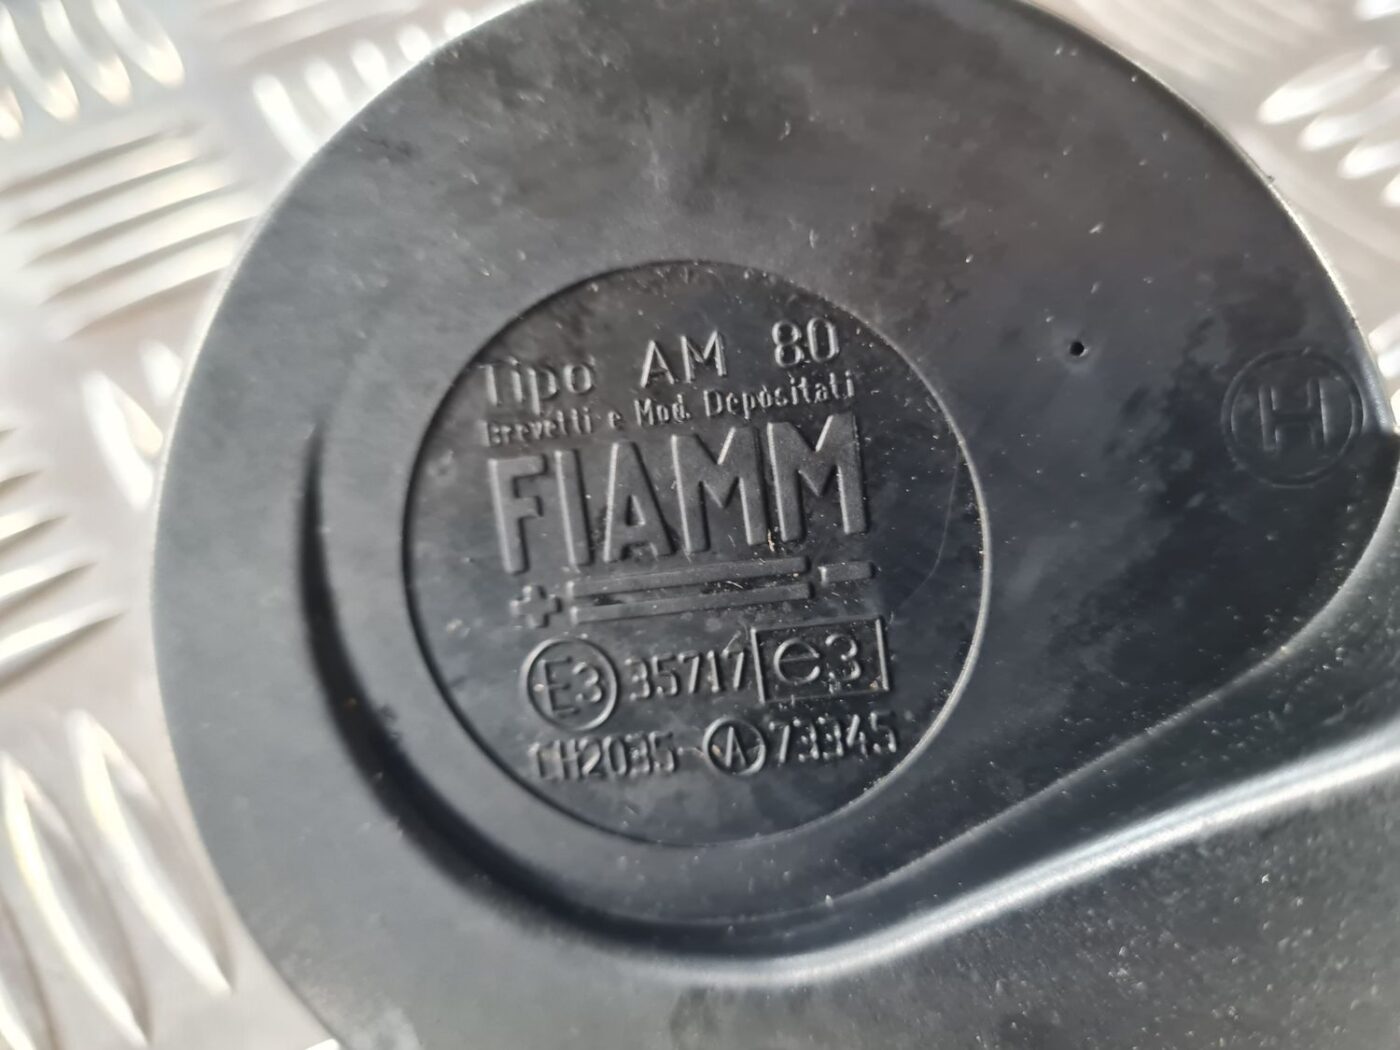 Tipo AM 80
Brevetti e Mod. Depositati
FIAMM
+ -
E3 35717 e3
CH2035 A 73345
H